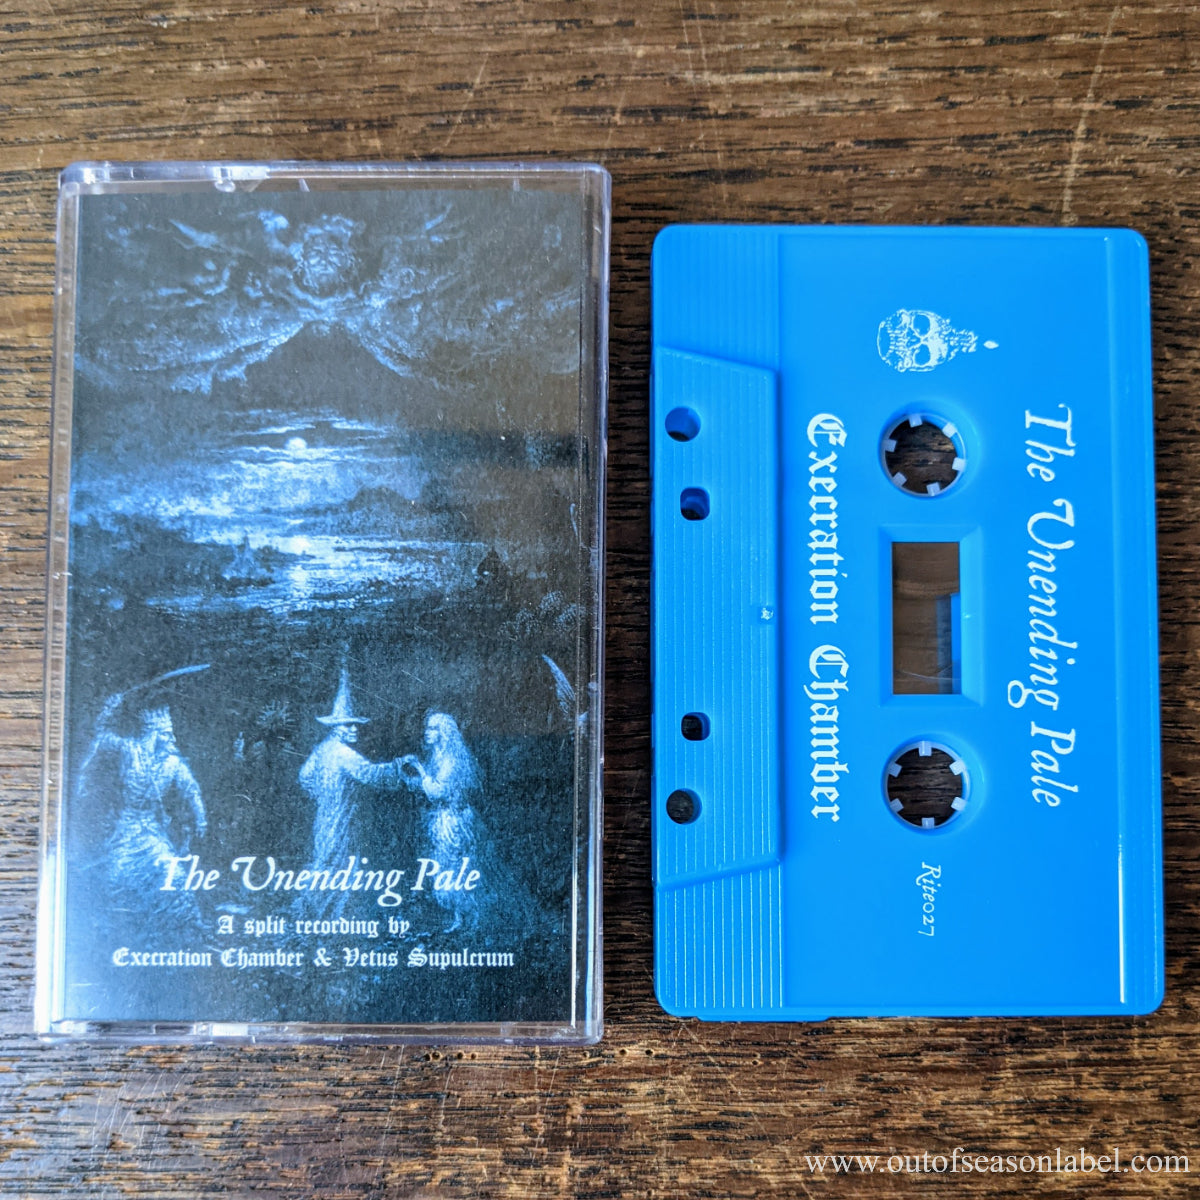 The Unending Pale
A split recording by
Execration Chamber & Vetus Supulcrum
The Unending Pale
Execration Chamber
Rite027
www.outofseasonlabel.com